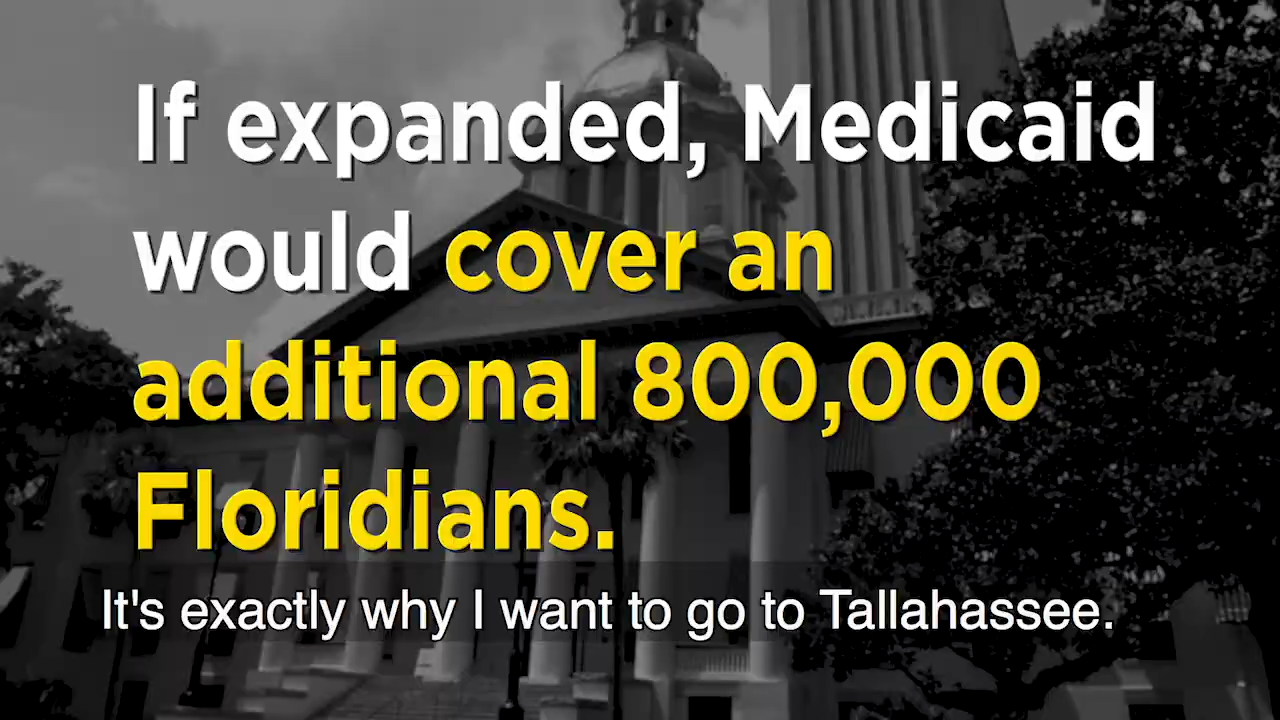 If expanded, Medicaid
would cover an
additional 800,000
Floridians.
It's exactly why I want to go to Tallahassee.